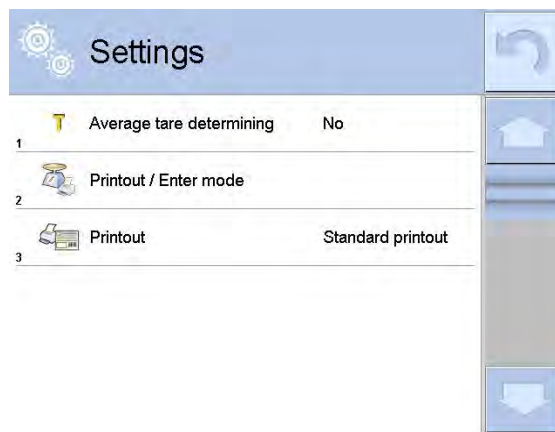 Settings
1 Average tare determining No
2 Printout / Enter mode
3 Printout Standard printout